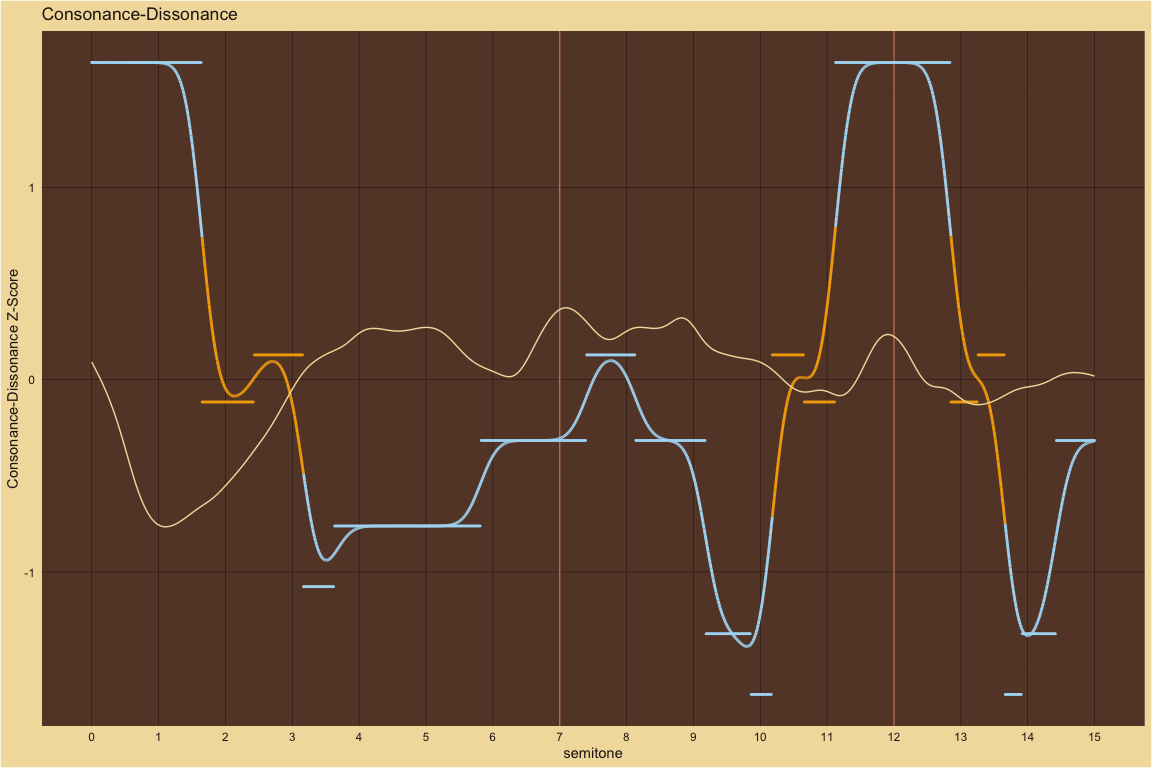 Consonance-Dissonance
Consonance-Dissonance Z-Score
1
0
-1
0 1 2 3 4 5 6 7 8 9 10 11 12 13 14 15
semitone